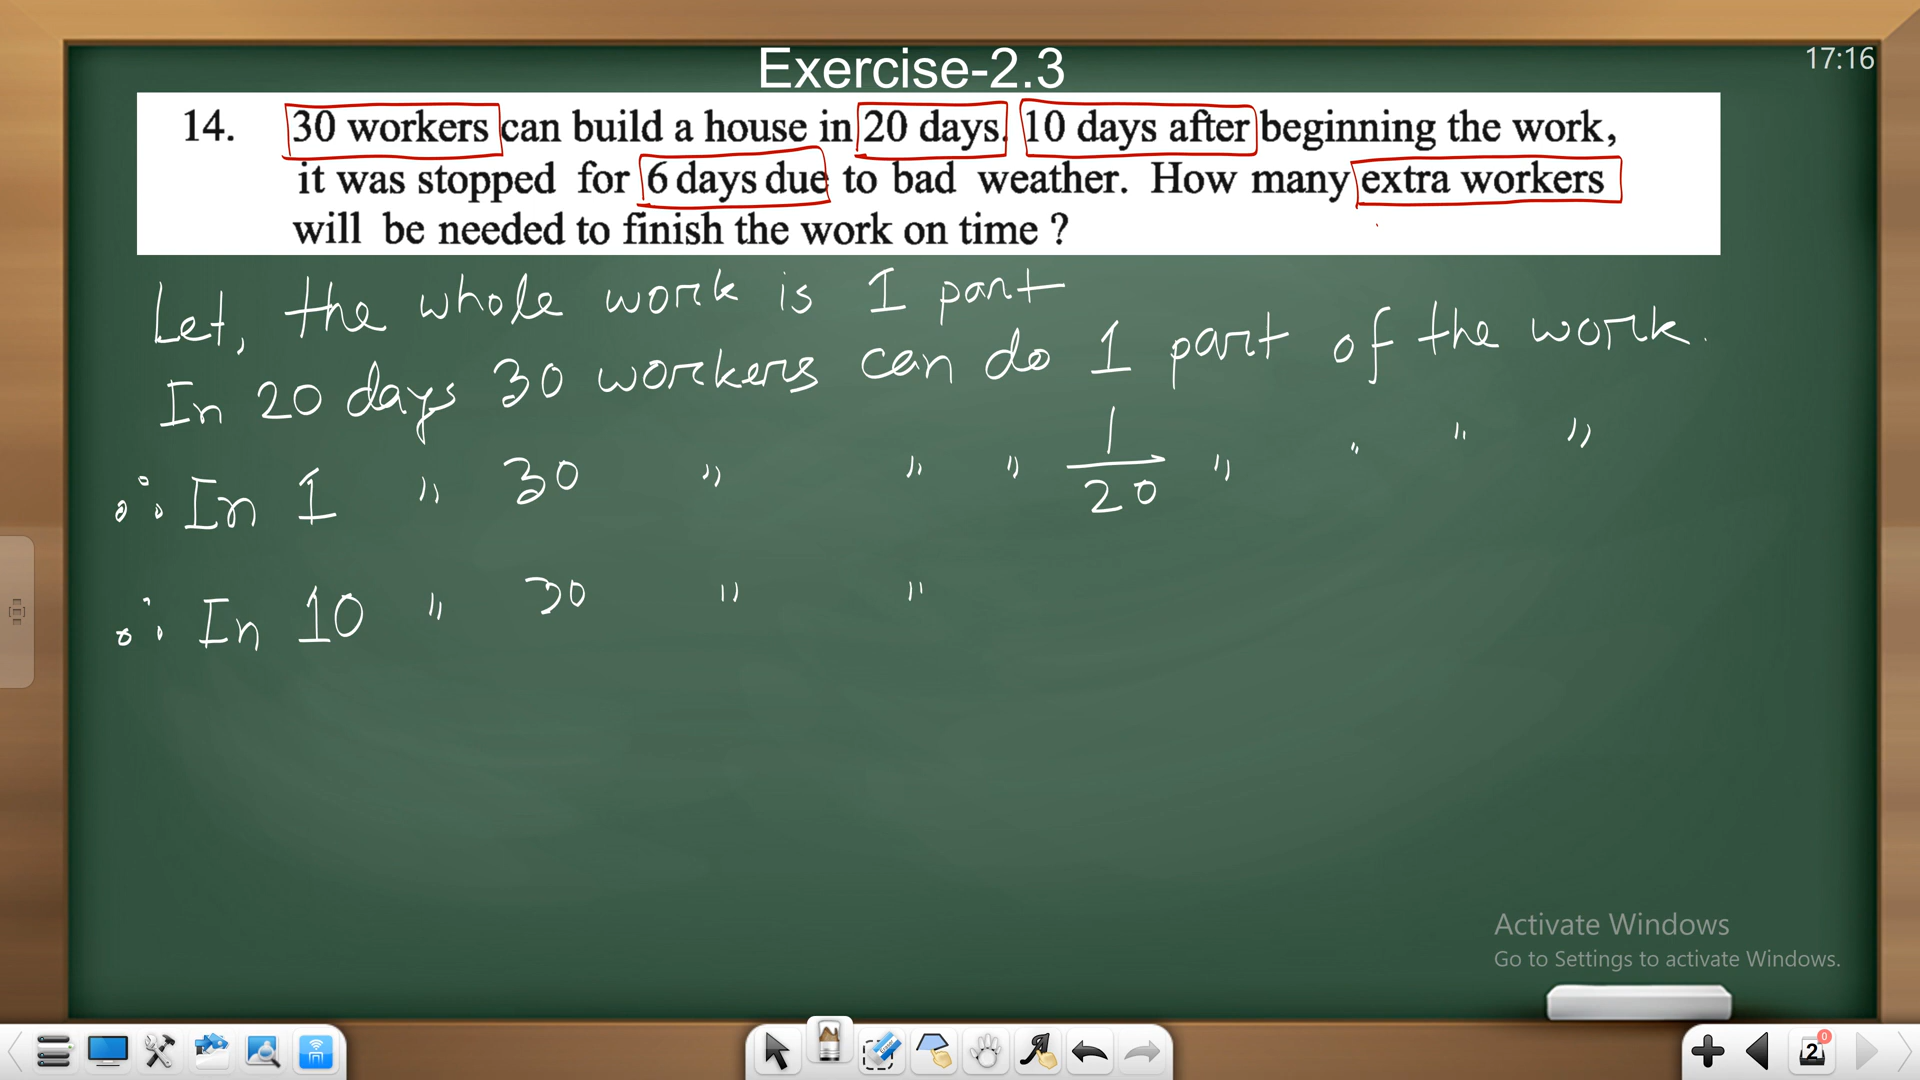 Exercise-2.3
17:16
14. 30 workers can build a house in 20 days. 10 days after beginning the work,
it was stopped for 6 days due to bad weather. How many extra workers
will be needed to finish the work on time ?
Let, the whole work is 1 part
In 20 days 30 workers can do 1 part of the work.
∴ In 1 " 30 " " " 1/20 " " " "
∴ In 10 " 30 " "
Activate Windows
Go to Settings to activate Windows.
2
0